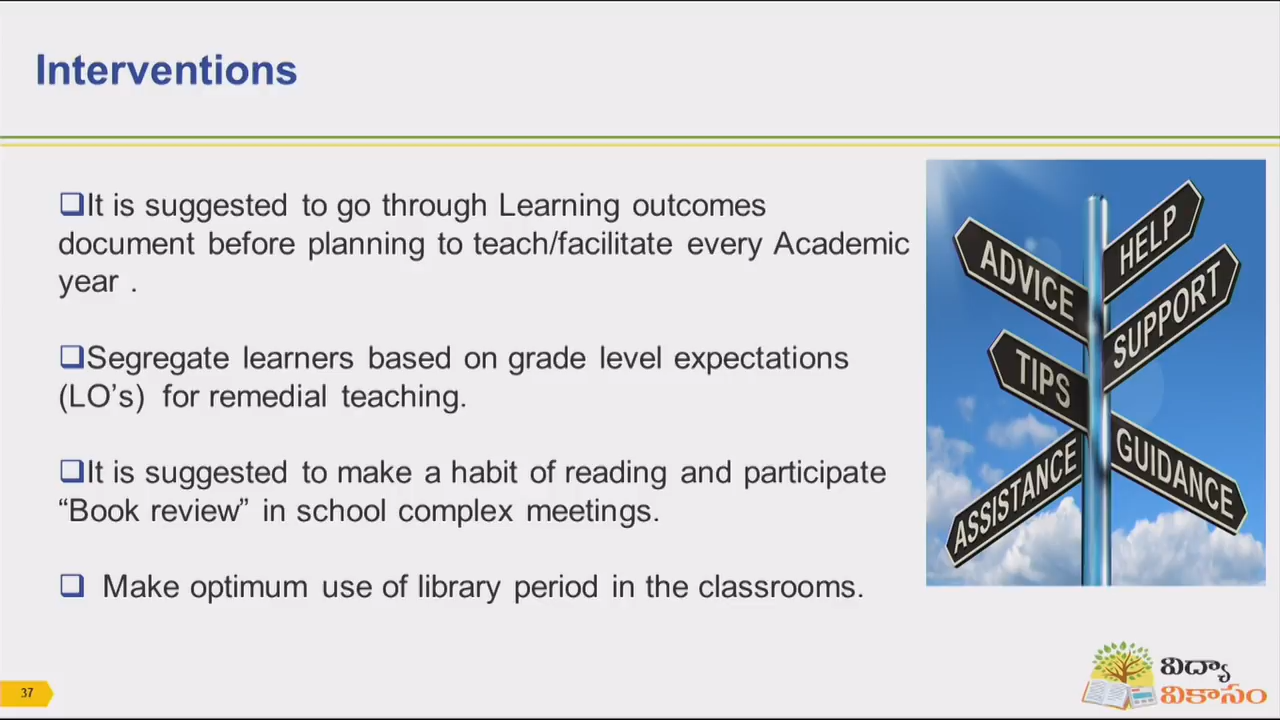 Interventions
It is suggested to go through Learning outcomes
document before planning to teach/facilitate every Academic
year .
Segregate learners based on grade level expectations
(LO's) for remedial teaching.
It is suggested to make a habit of reading and participate
“Book review” in school complex meetings.
Make optimum use of library period in the classrooms.
ADVICE
HELP
SUPPORT
TIPS
GUIDANCE
ASSISTANCE
37
విద్యా
వికాసం